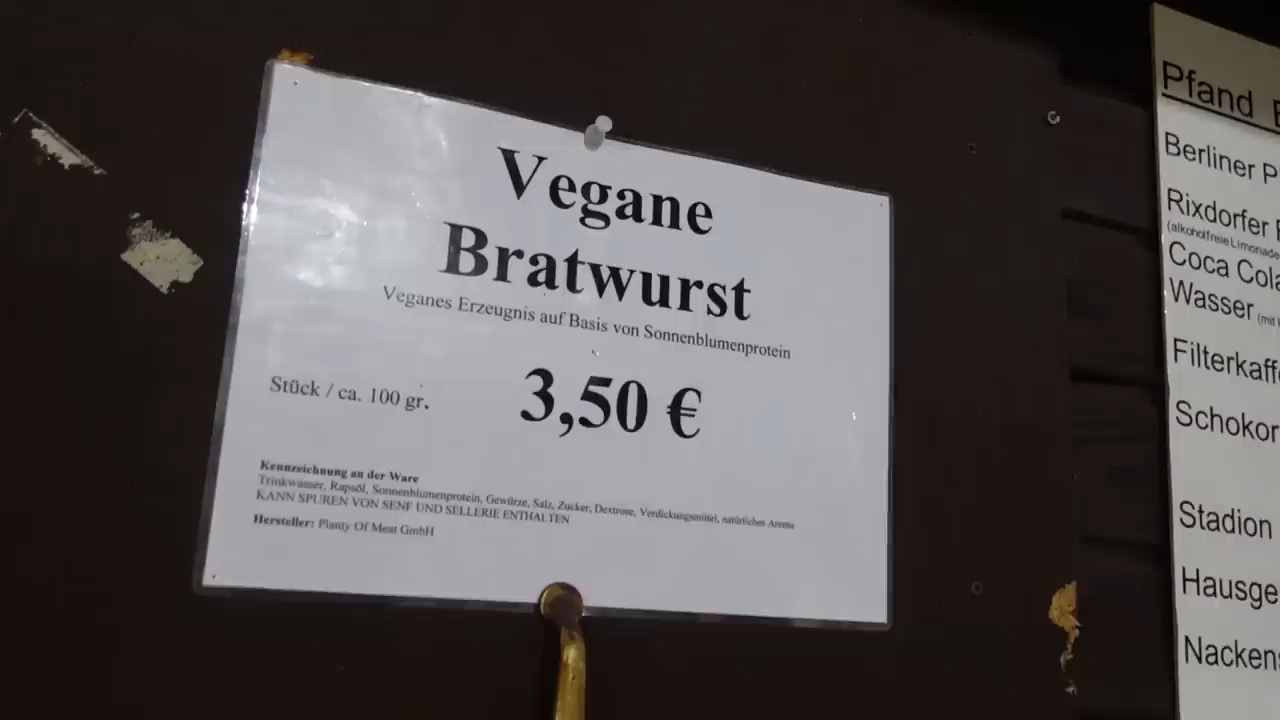 Vegane
Bratwurst
Veganes Erzeugnis auf Basis von Sonnenblumenprotein
Stück / ca. 100 gr.
3,50 €
Kennzeichnung an der Ware
Trinkwasser, Rapsöl, Sonnenblumenprotein, Gewürze, Salz, Zucker, Dextrose, Verdickungsmittel, natürliches Aroma
KANN SPUREN VON SENF UND SELLERIE ENTHALTEN
Hersteller: Planty Of Meat GmbH
Pfand
Berliner P
Rixdorfer
(alkoholfreie Limonade
Coca Cola
Wasser (mit
Filterkaffe
Schokor
Stadion
Hausge
Nackens